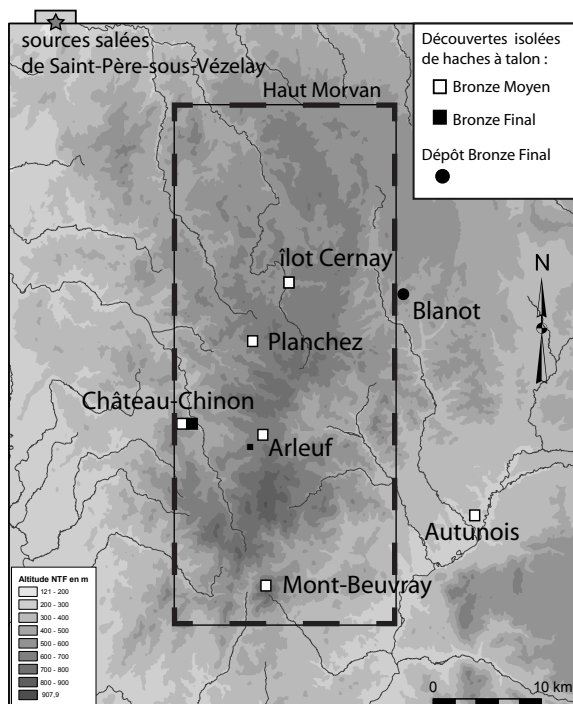 sources salées
de Saint-Père-sous-Vézelay
Découvertes isolées
de haches à talon :
Bronze Moyen
Bronze Final
Dépôt Bronze Final
Haut Morvan
îlot Cernay
N
Blanot
Planchez
Château-Chinon
Arleuf
Autunois
Mont-Beuvray
Altitude NTF en m
121 - 200
200 - 300
300 - 400
400 - 500
500 - 600
600 - 700
700 - 800
800 - 900
907,9
0 10 km